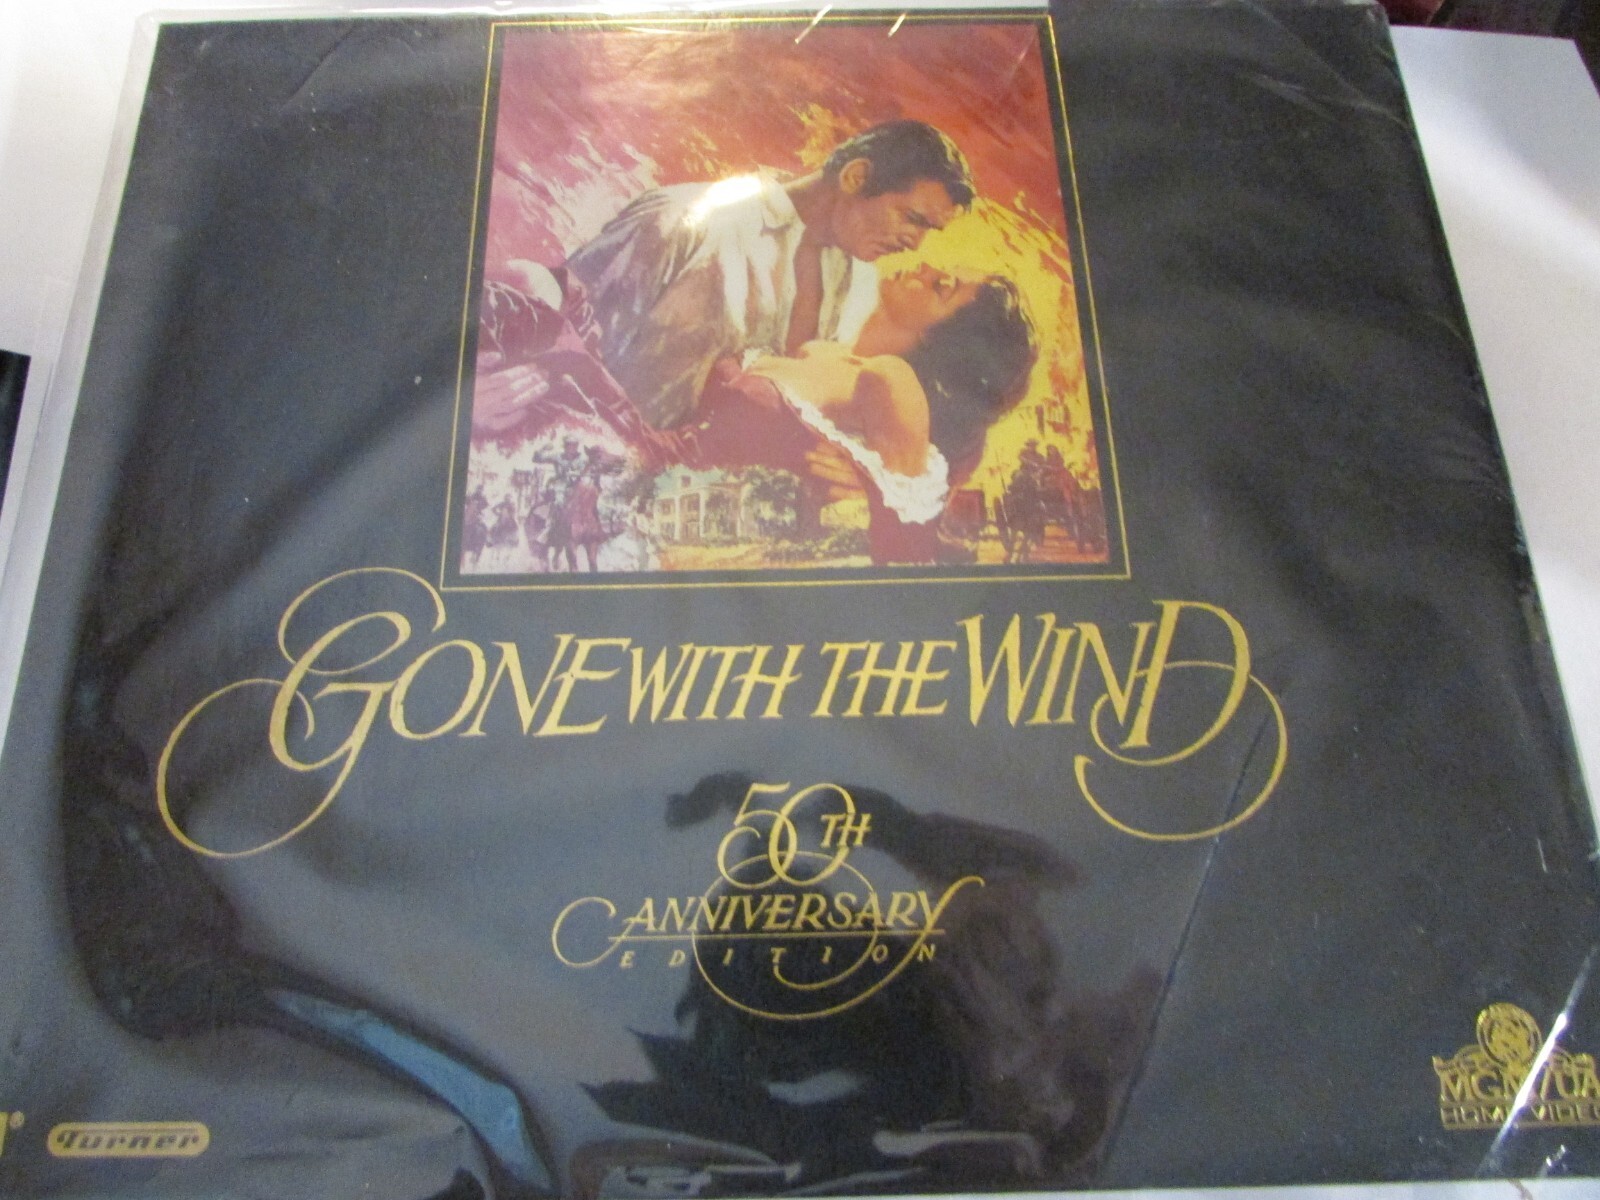 GONE WITH THE WIND
50TH
ANNIVERSARY
EDITION
Turner
MGM/UA
HOME VIDEO